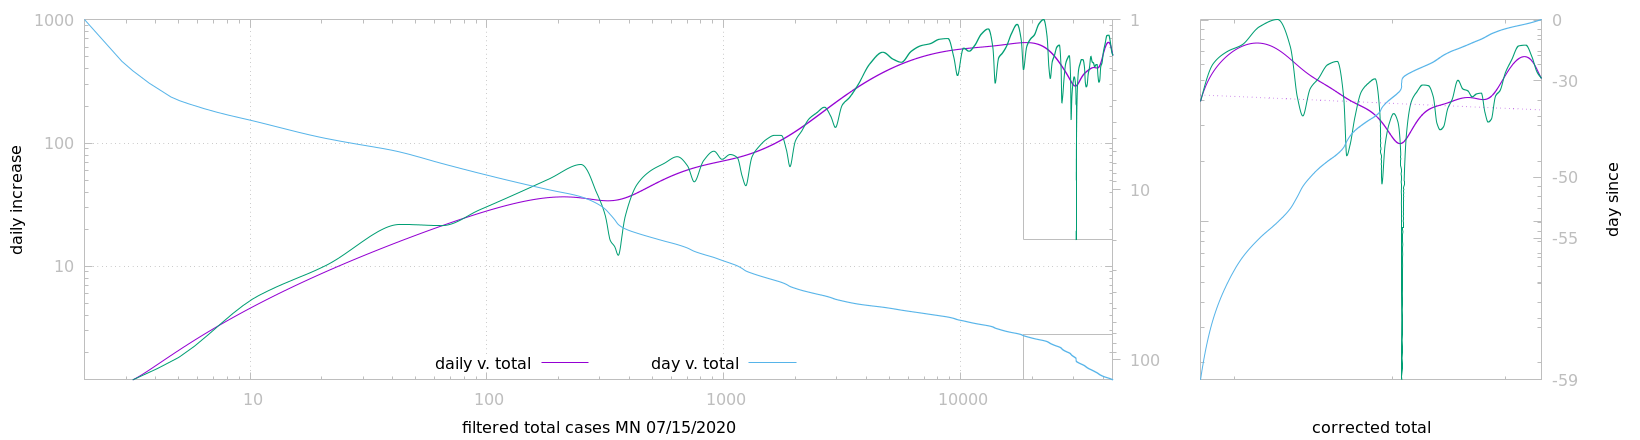 1000
100
10
daily increase
10
100
1000
10000
filtered total cases MN 07/15/2020
daily v. total
day v. total
1
10
100
0
-30
-50
-55
-59
day since
corrected total